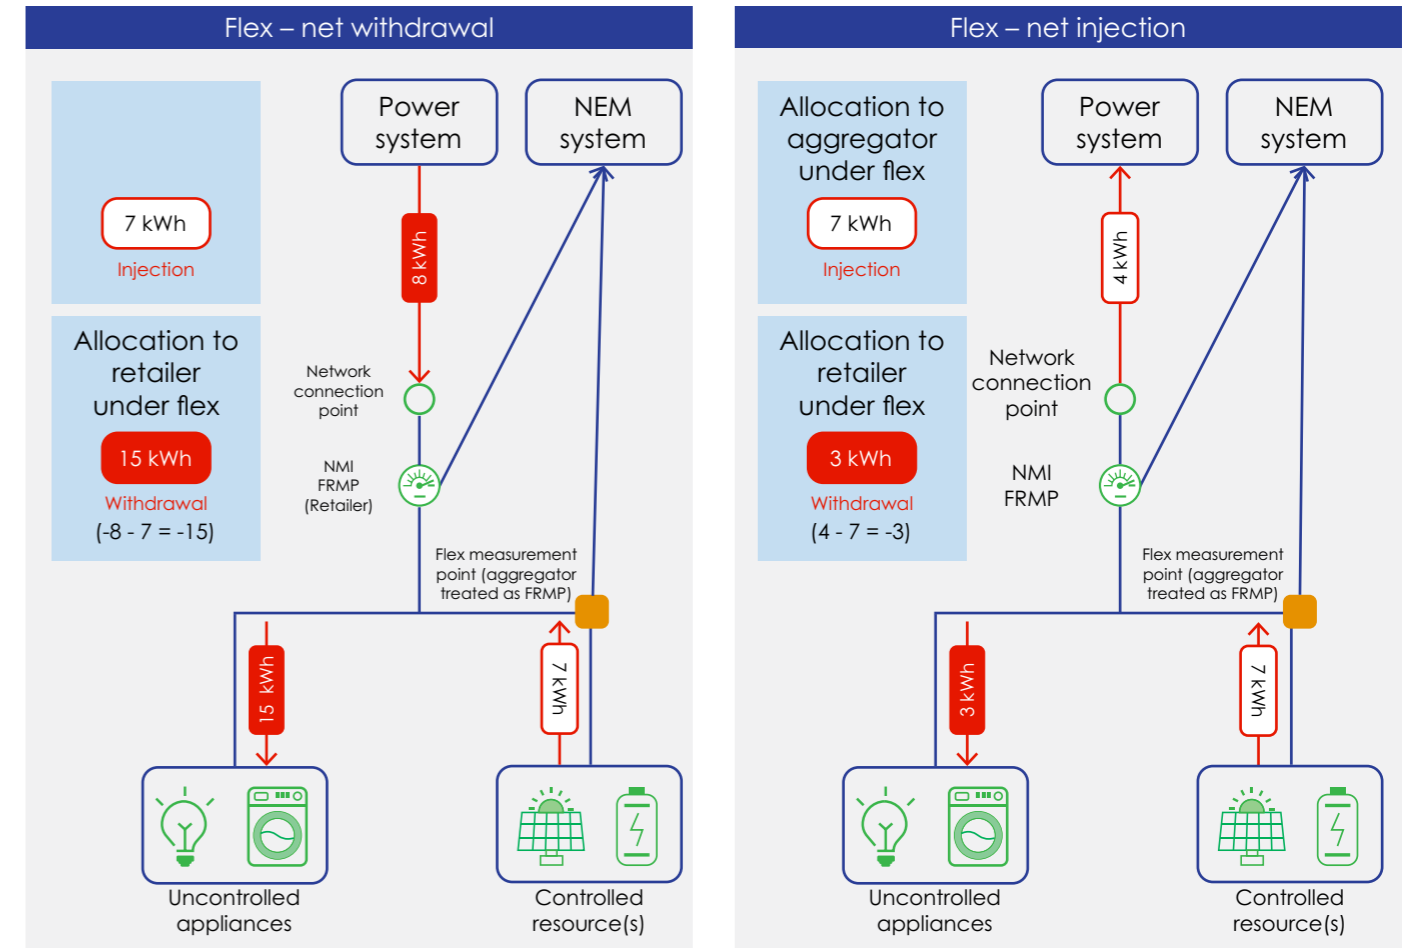 Flex – net withdrawal
7 kWh
Injection
Allocation to
retailer
under flex
15 kWh
Withdrawal
(-8 - 7 = -15)
Power
system
NEM
system
8 kWh
Network
connection
point
NMI
FRMP
(Retailer)
Flex measurement
point (aggregator
treated as FRMP)
15 kWh
7 kWh
Uncontrolled
appliances
Controlled
resource(s)
Flex – net injection
Allocation to
aggregator
under flex
7 kWh
Injection
Allocation to
retailer
under flex
3 kWh
Withdrawal
(4 - 7 = -3)
Power
system
NEM
system
4 kWh
Network
connection
point
NMI
FRMP
Flex measurement
point (aggregator
treated as FRMP)
3 kWh
7 kWh
Uncontrolled
appliances
Controlled
resource(s)